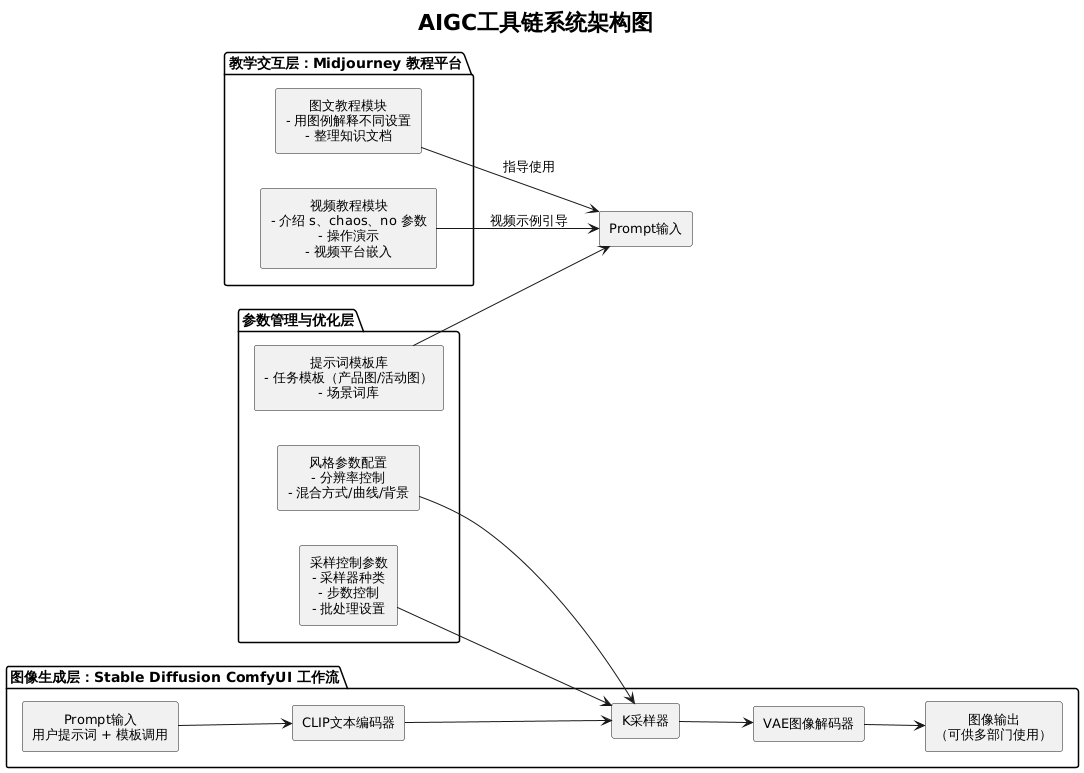 AIGC工具链系统架构图
教学交互层：Midjourney 教程平台
图文教程模块
- 用图例解释不同设置
- 整理知识文档
指导使用
视频教程模块
- 介绍 s、chaos、no 参数
- 操作演示
- 视频平台嵌入
视频示例引导
Prompt输入
参数管理与优化层
提示词模板库
- 任务模板（产品图/活动图）
- 场景词库
风格参数配置
- 分辨率控制
- 混合方式/曲线/背景
采样控制参数
- 采样器种类
- 步数控制
- 批处理设置
图像生成层：Stable Diffusion ComfyUI 工作流
Prompt输入
用户提示词 + 模板调用
CLIP文本编码器
K采样器
VAE图像解码器
图像输出
（可供多部门使用）